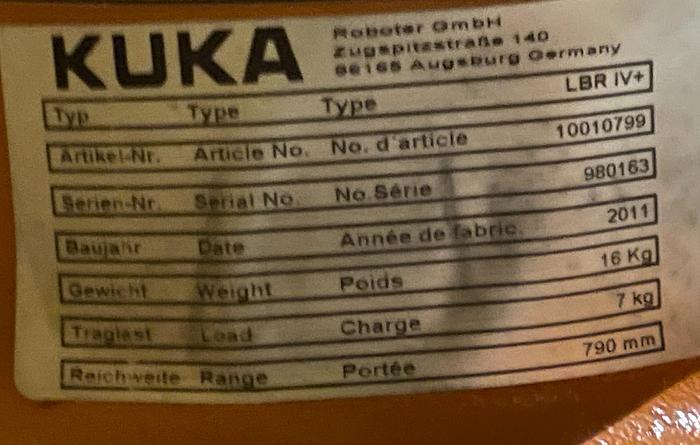 KUKA
Roboter GmbH
Zugspitzstraße 140
86165 Augsburg Germany
Typ Type Type LBR IV+
Artikel-Nr. Article No. No. d'article 10010799
Serien-Nr. Serial No. No.Série 980163
Baujahr Date Année de fabric. 2011
Gewicht Weight Poids 16 Kg
Traglast Load Charge 7 kg
Reichweite Range Portée 790 mm